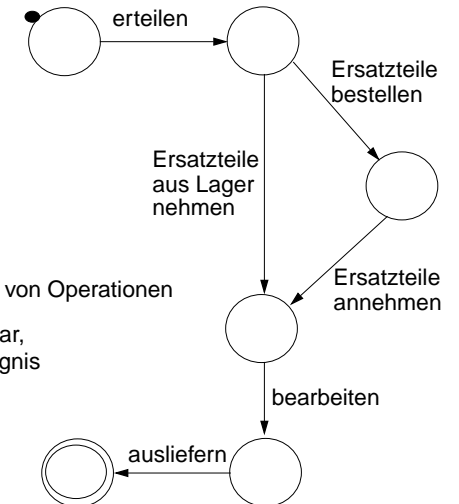 erteilen
Ersatzteile
bestellen
Ersatzteile
aus Lager
nehmen
Ersatzteile
annehmen
von Operationen
ar,
gnis
bearbeiten
ausliefern